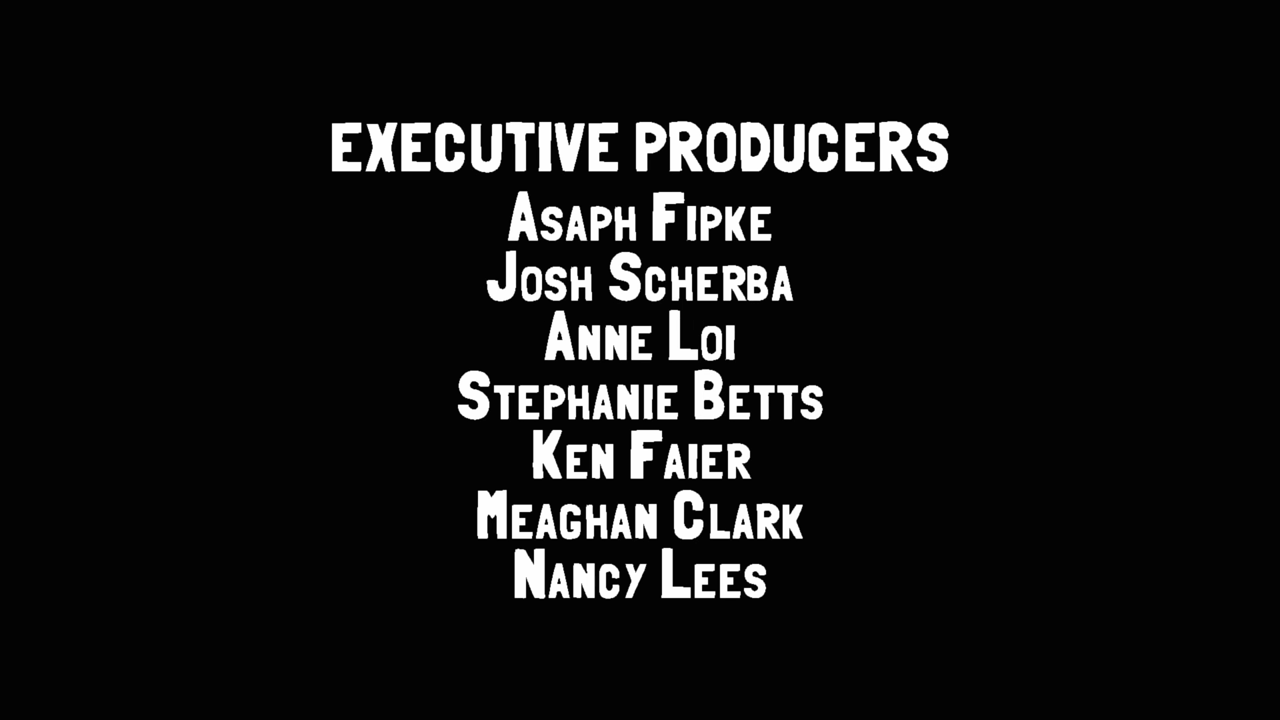 EXECUTIVE PRODUCERS
ASAPH FIPKE
JOSH SCHERBA
ANNE LOI
STEPHANIE BETTS
KEN FAIER
MEAGHAN CLARK
NANCY LEES